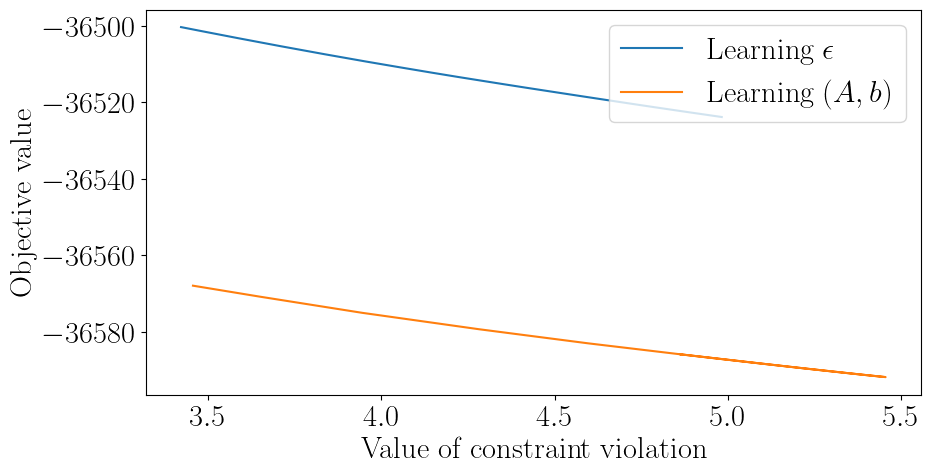 −36500
−36520
−36540
−36560
−36580
Objective value
3.5
4.0
4.5
5.0
5.5
Value of constraint violation
Learning ϵ
Learning (A, b)